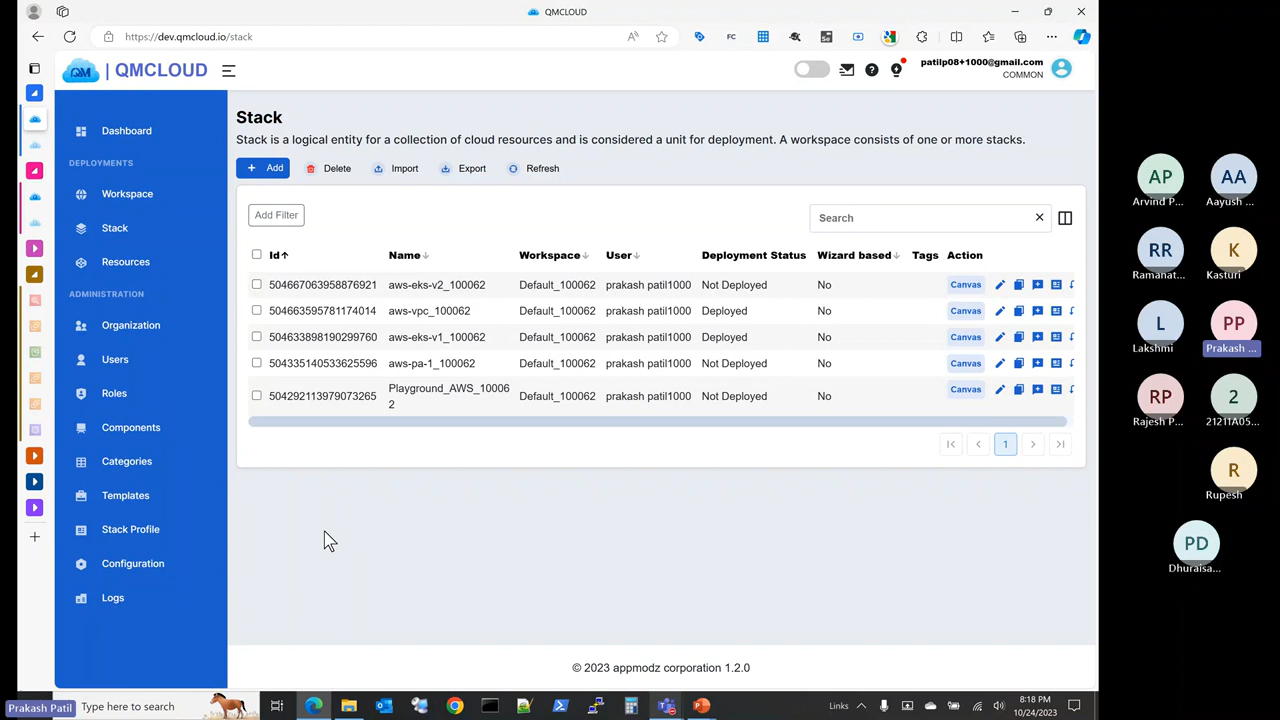 QMCLOUD
https://dev.qmcloud.io/stack
QM | QMCLOUD
patilp08+1000@gmail.com
COMMON
Dashboard
DEPLOYMENTS
Workspace
Stack
Resources
ADMINISTRATION
Organization
Users
Roles
Components
Categories
Templates
Stack Profile
Configuration
Logs
Stack
Stack is a logical entity for a collection of cloud resources and is considered a unit for deployment. A workspace consists of one or more stacks.
+ Add Delete Import Export Refresh
Add Filter Search
Id Name Workspace User Deployment Status Wizard based Tags Action
504667063958876921 aws-eks-v2_100062 Default_100062 prakash patil1000 Not Deployed No Canvas
504663595781174014 aws-vpc_100062 Default_100062 prakash patil1000 Deployed No Canvas
504633898190299760 aws-eks-v1_100062 Default_100062 prakash patil1000 Deployed No Canvas
504335140533625596 aws-pa-1_100062 Default_100062 prakash patil1000 Not Deployed No Canvas
504292113979073265 Playground_AWS_10006 Default_100062 prakash patil1000 Not Deployed No Canvas
2
1
© 2023 appmodz corporation 1.2.0
AP AA
Arvind P... Aayush ...
RR K
Ramanat... Kasturi
L PP
Lakshmi Prakash ...
RP 2
Rajesh P... 21211A05...
R
Rupesh
PD
Dhuraisa...
Prakash Patil
Type here to search
Links
8:18 PM
10/24/2023